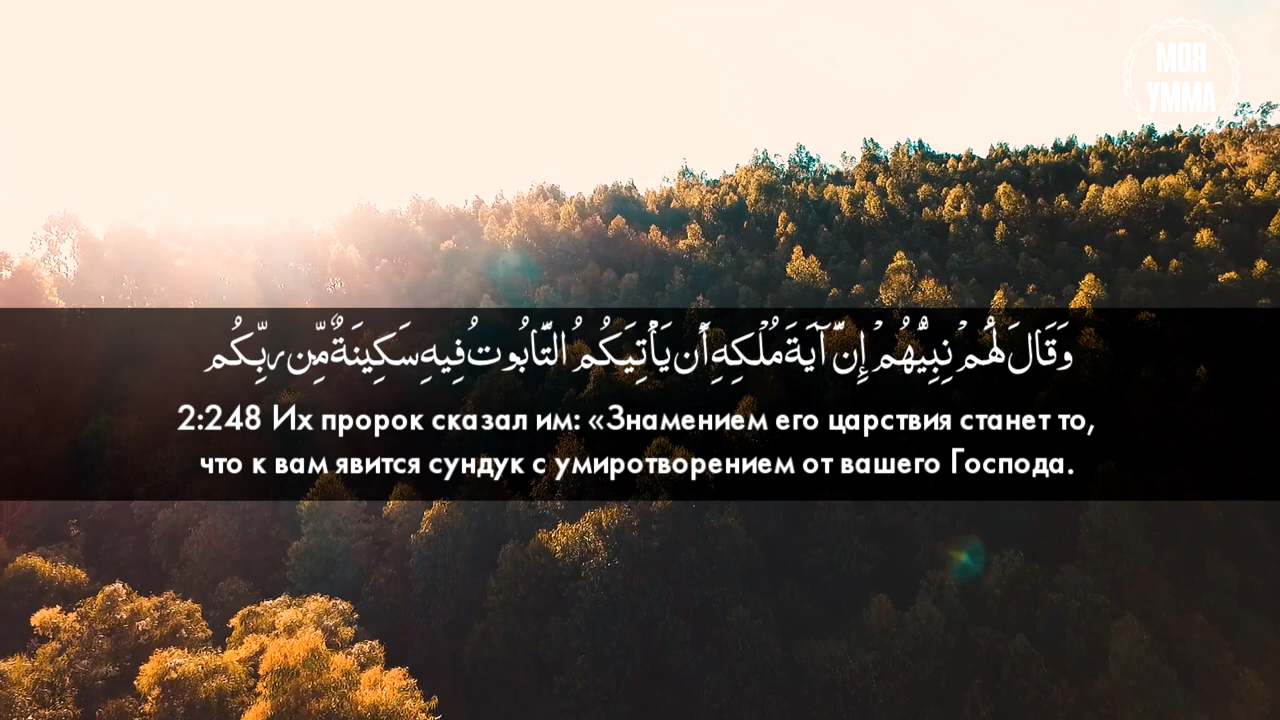 МОЯ
УММА
وَقَالَ لَهُمْ نِبِيُّهُمْ إِنَّ آيَةَ مُلْكِهِ أَن يَأْتِيَكُمُ التَّابُوتُ فِيهِ سَكِينَةٌ مِّن رَبِّكُم
2:248 Их пророк сказал им: «Знамением его царствия станет то,
что к вам явится сундук с умиротворением от вашего Господа.